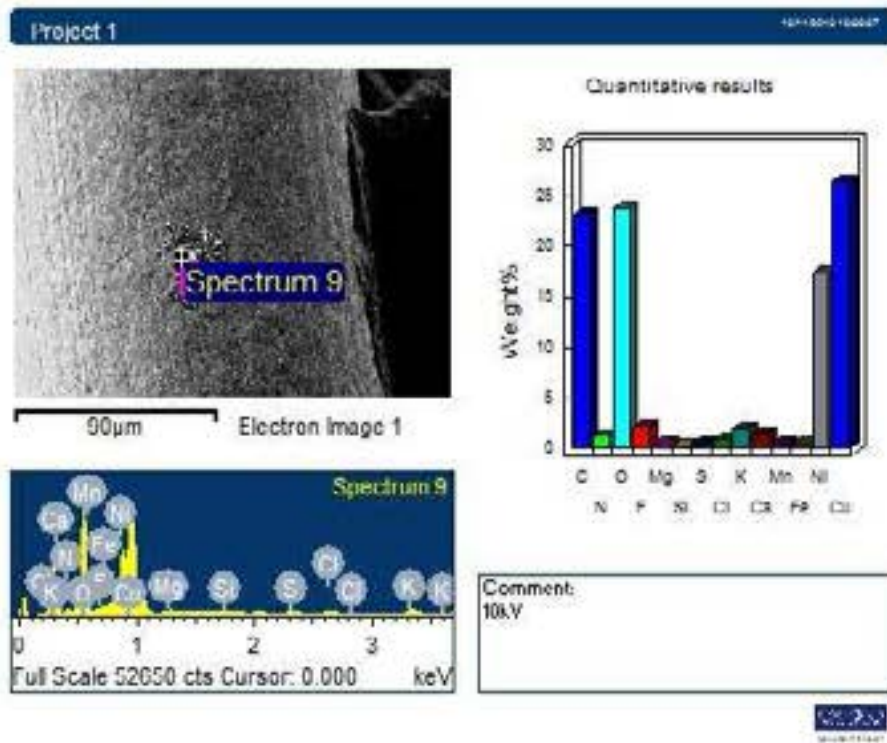 Project 1
Quantitative results
Weight%
30
25
20
15
10
5
0
C O Mg S K Mn Ni
N F Si Cl Ca Fe Cu
Spectrum 9
90µm Electron Image 1
Spectrum 9
Mn
Ca Ni
N Fe Cl
C K O F Cu Mg Si S Cl K K
0 1 2 3
Full Scale 52650 cts Cursor: 0.000 keV
Comment:
10kV